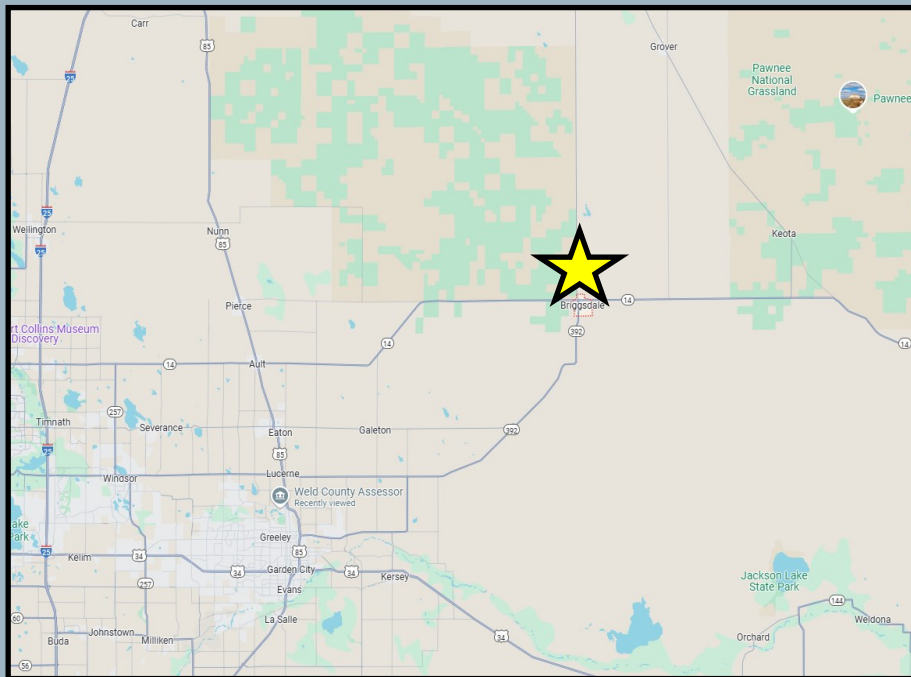 Carr
85
Grover
25
Pawnee
National
Grassland
Pawnee
25
Wellington
Nunn
Keota
85
25
Pierce
14
Briggsdale
rt Collins Museum
Discovery
392
14
14
14
Ault
257
Timnath
Severance
Eaton
Galeton
392
25
85
Lucerne
Windsor
Weld County Assessor
Recently viewed
ake
Park
Greeley
25
85
Kelim
34
34
Garden City
34
Kersey
Jackson Lake
State Park
257
Evans
144
60
La Salle
Weldona
Johnstown
Buda
Milliken
34
Orchard
56